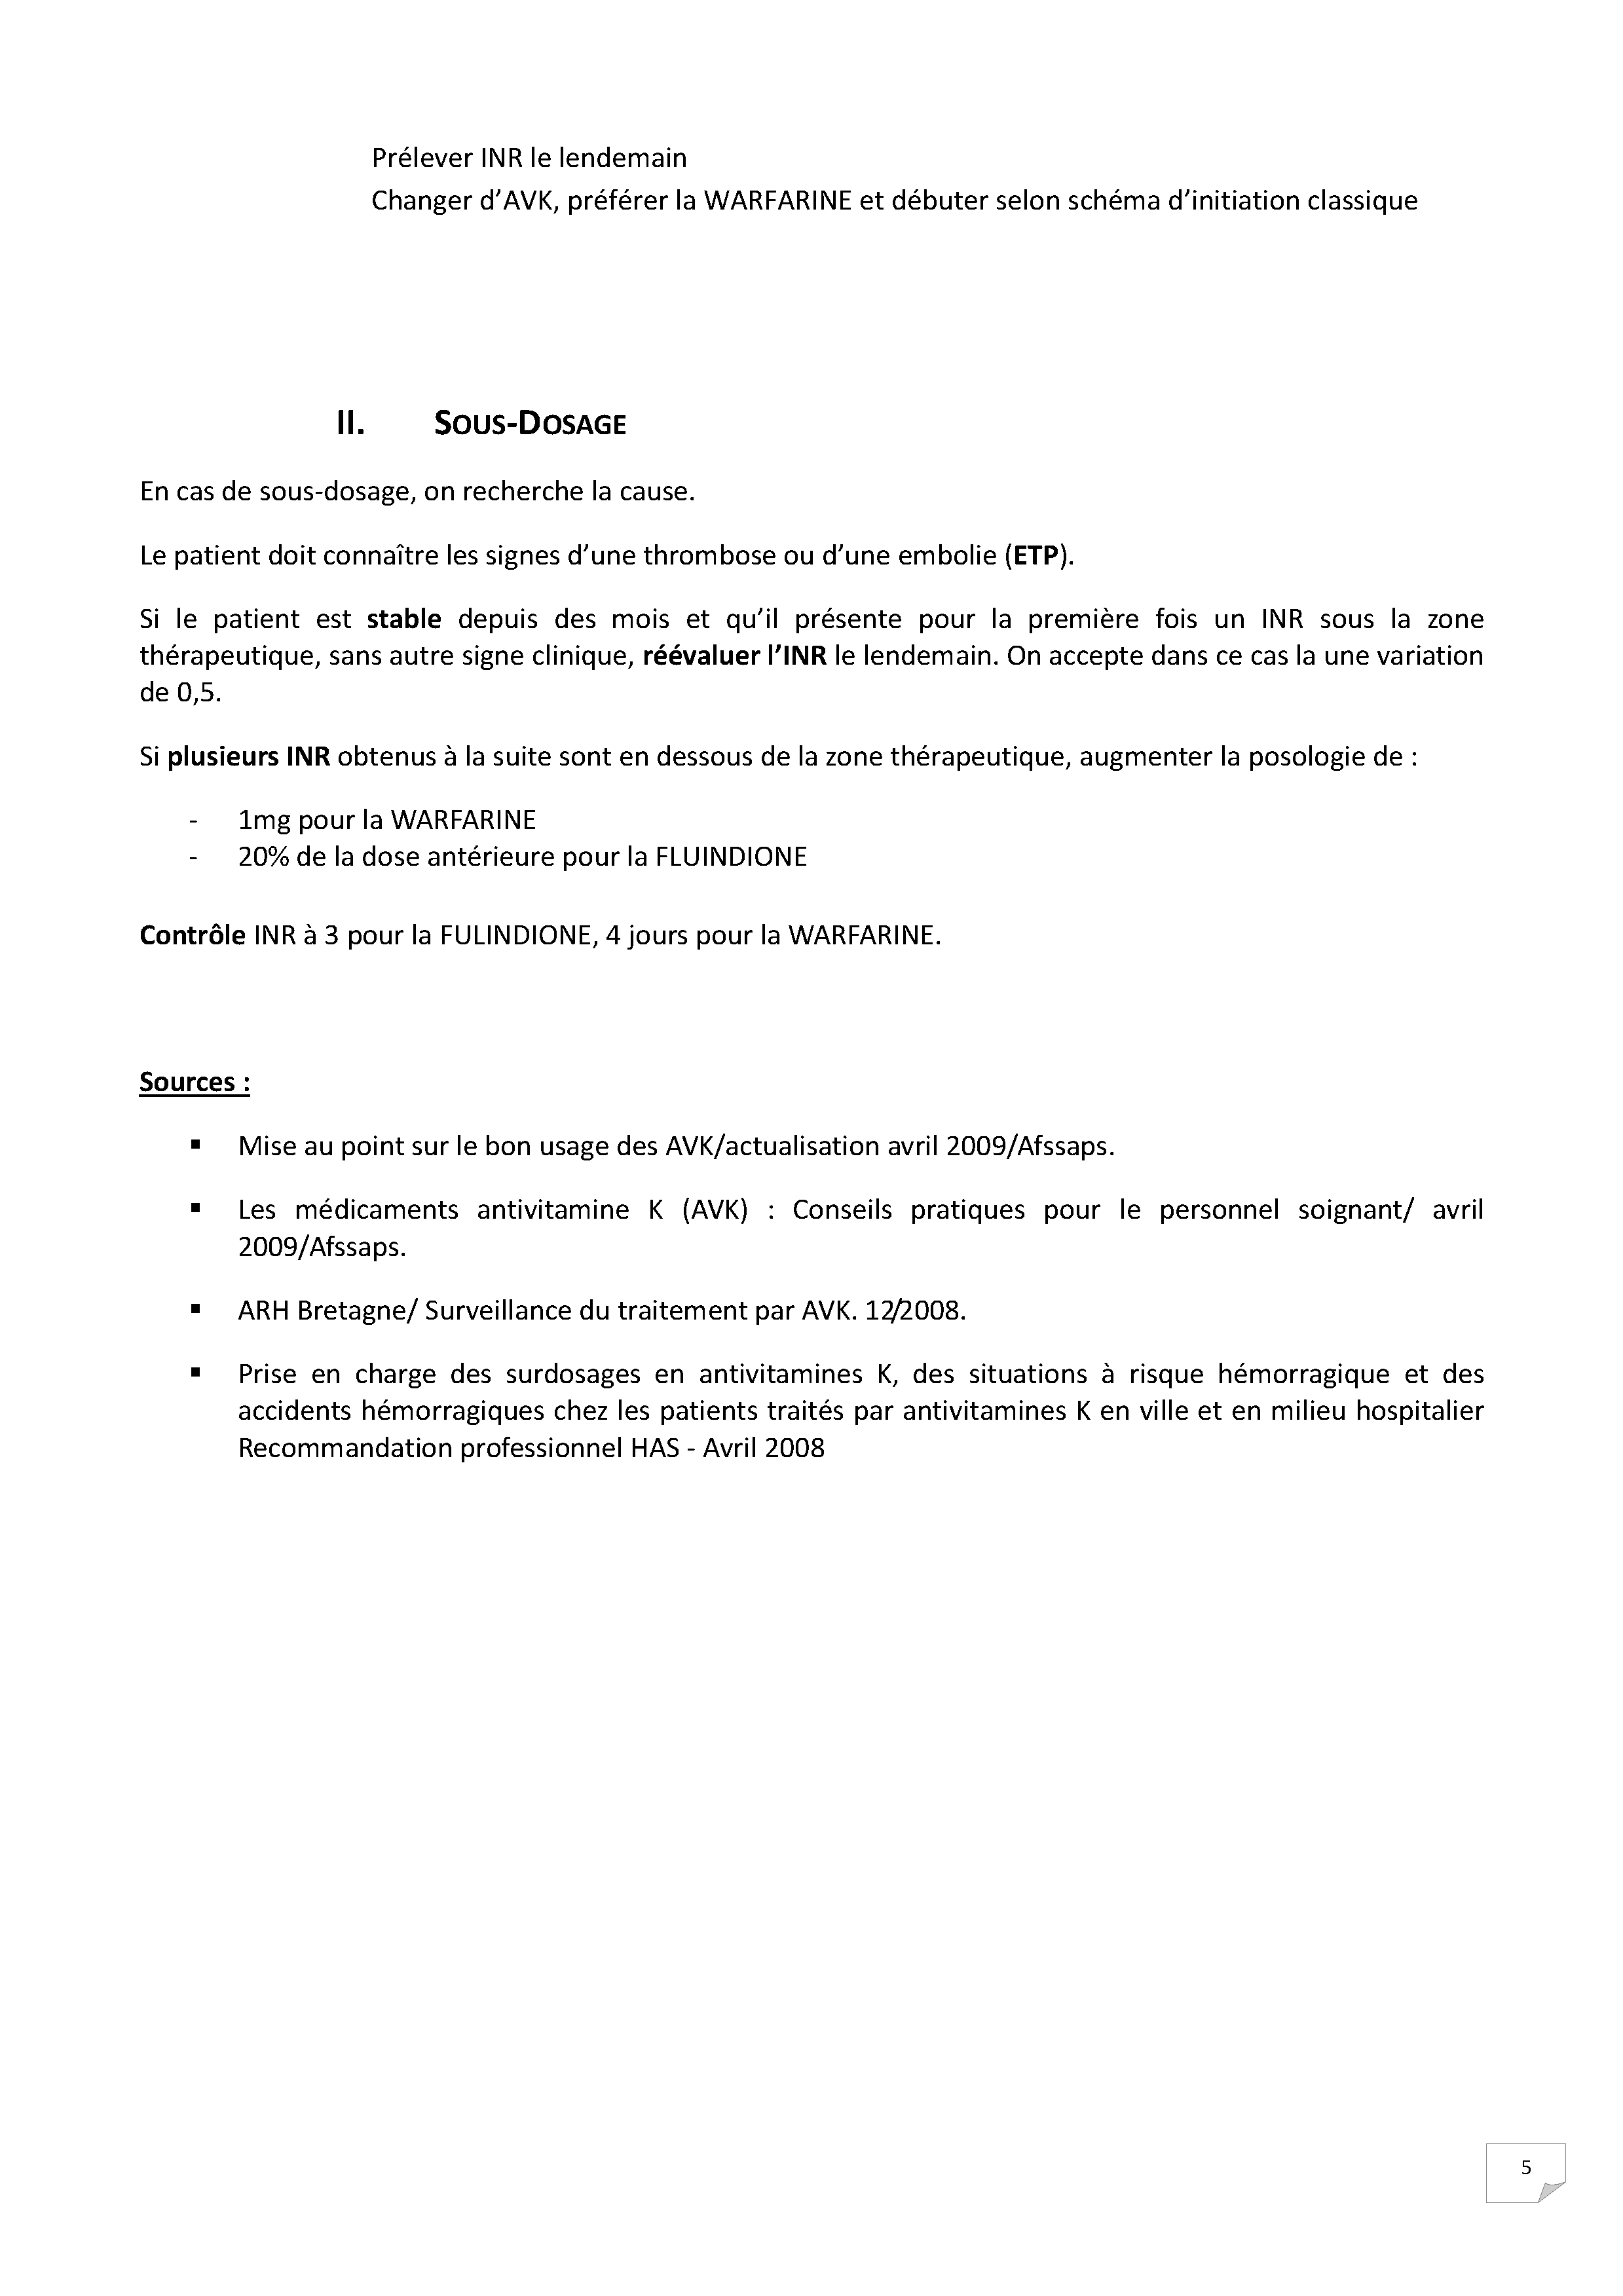 Prélever INR le lendemain
Changer d’AVK, préférer la WARFARINE et débuter selon schéma d’initiation classique
II. SOUS-DOSAGE
En cas de sous-dosage, on recherche la cause.
Le patient doit connaître les signes d’une thrombose ou d’une embolie (ETP).
Si le patient est stable depuis des mois et qu’il présente pour la première fois un INR sous la zone
thérapeutique, sans autre signe clinique, réévaluer l’INR le lendemain. On accepte dans ce cas la une variation
de 0,5.
Si plusieurs INR obtenus à la suite sont en dessous de la zone thérapeutique, augmenter la posologie de :
- 1mg pour la WARFARINE
- 20% de la dose antérieure pour la FLUINDIONE
Contrôle INR à 3 pour la FULINDIONE, 4 jours pour la WARFARINE.
Sources :
▪ Mise au point sur le bon usage des AVK/actualisation avril 2009/Afssaps.
▪ Les médicaments antivitamine K (AVK) : Conseils pratiques pour le personnel soignant/ avril
2009/Afssaps.
▪ ARH Bretagne/ Surveillance du traitement par AVK. 12/2008.
▪ Prise en charge des surdosages en antivitamines K, des situations à risque hémorragique et des
accidents hémorragiques chez les patients traités par antivitamines K en ville et en milieu hospitalier
Recommandation professionnel HAS - Avril 2008
5